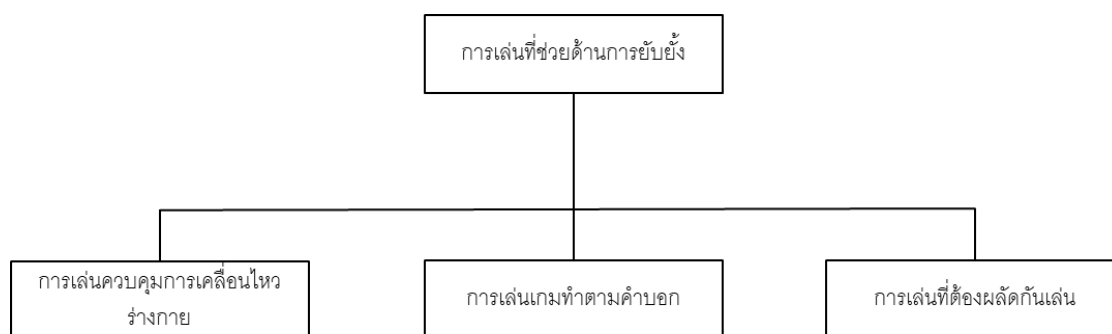 การเล่นที่ช่วยด้านการยับยั้ง
การเล่นควบคุมการเคลื่อนไหว
ร่างกาย
การเล่นเกมทำตามคำบอก
การเล่นที่ต้องผลัดกันเล่น